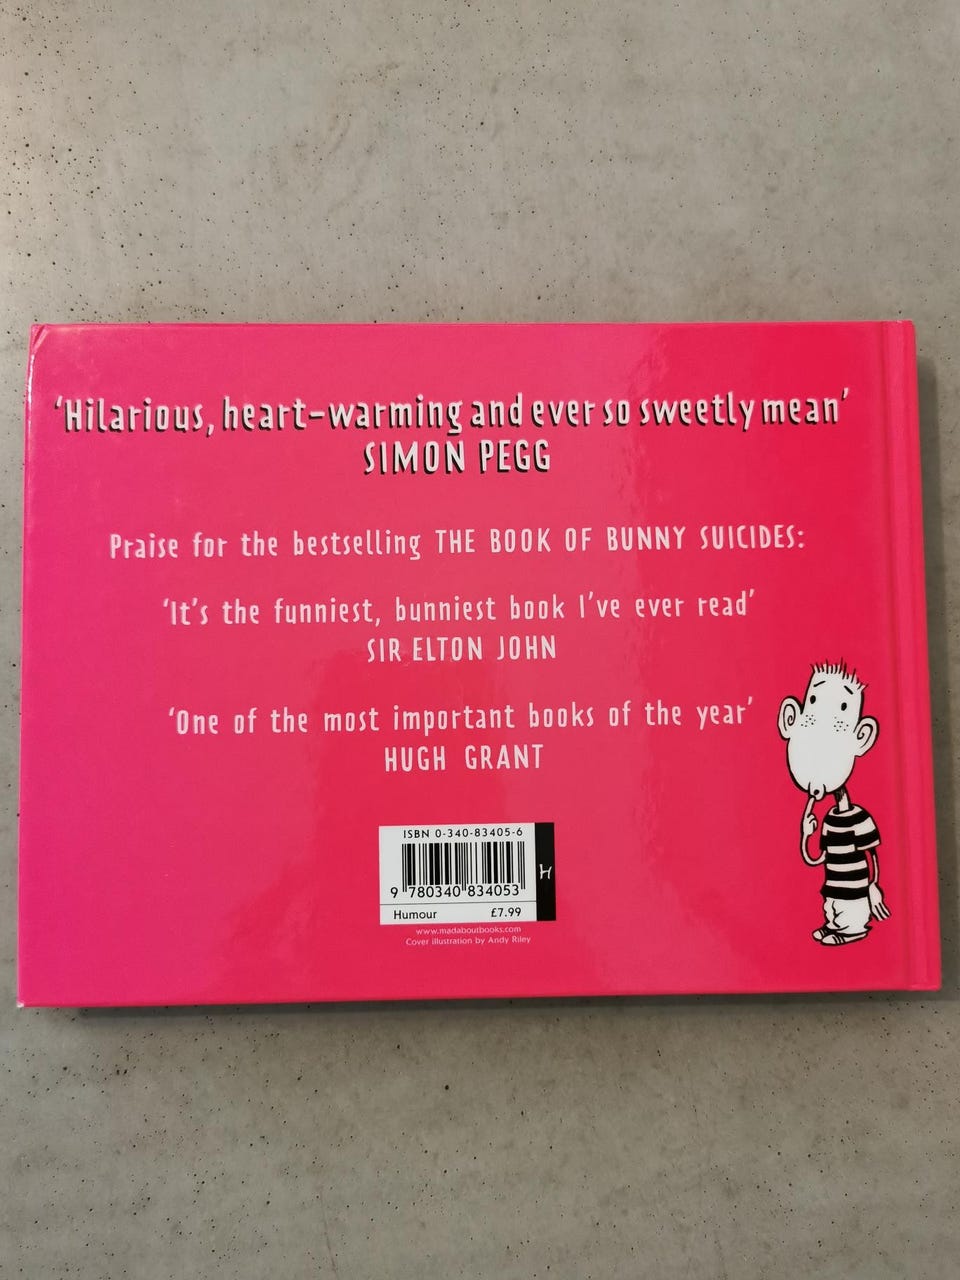 ‘Hilarious, heart-warming and ever so sweetly mean’
SIMON PEGG
Praise for the bestselling THE BOOK OF BUNNY SUICIDES:
‘It's the funniest, bunniest book I've ever read’
SIR ELTON JOHN
‘One of the most important books of the year’
HUGH GRANT
ISBN 0-340-83405-6
9 780340 834053
H
Humour £7.99
www.madaboutbooks.com
Cover illustration by Andy Riley